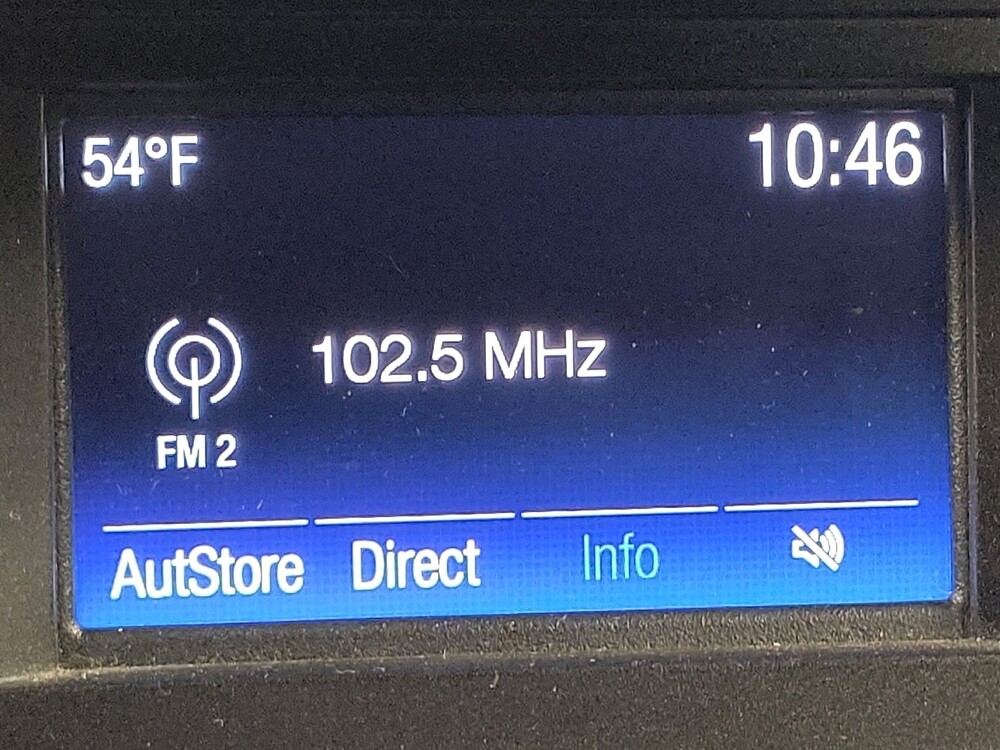 54°F 10:46
102.5 MHz
FM 2
AutStore Direct Info